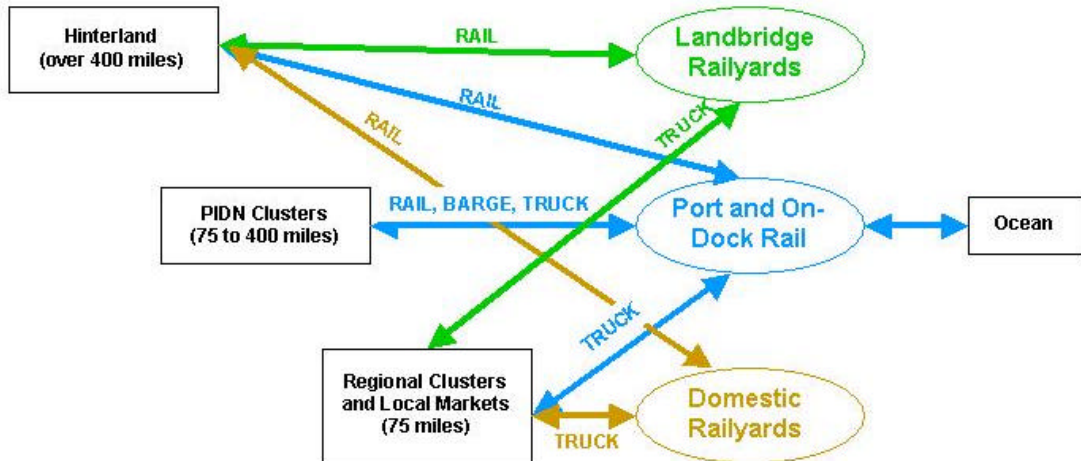 Hinterland
(over 400 miles)
RAIL
Landbridge
Railyards
RAIL
RAIL
TRUCK
PIDN Clusters
(75 to 400 miles)
RAIL, BARGE, TRUCK
Port and On-
Dock Rail
Ocean
TRUCK
Regional Clusters
and Local Markets
(75 miles)
TRUCK
Domestic
Railyards